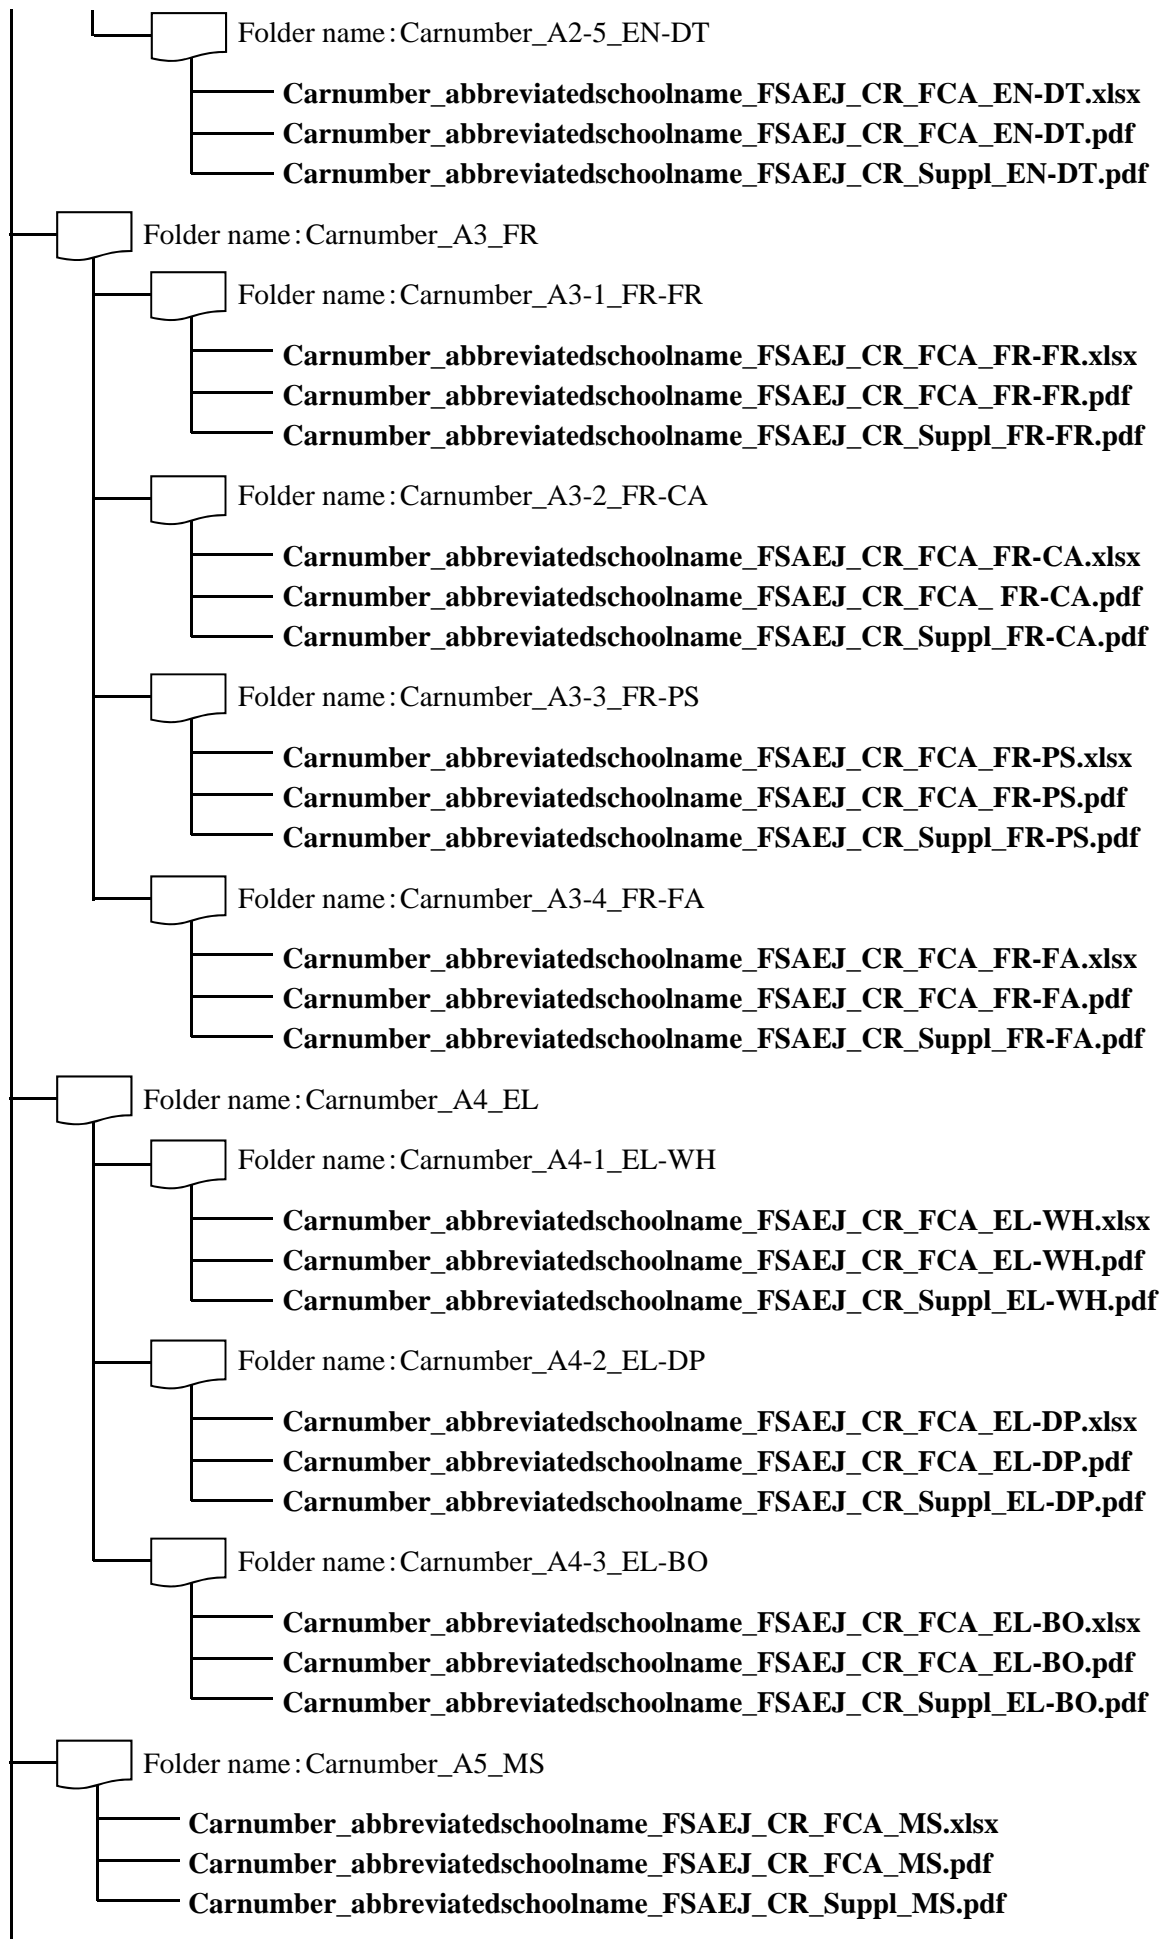 Folder name:Carnumber_A2-5_EN-DT
Carnumber_abbreviatedschoolname_FSAEJ_CR_FCA_EN-DT.xlsx
Carnumber_abbreviatedschoolname_FSAEJ_CR_FCA_EN-DT.pdf
Carnumber_abbreviatedschoolname_FSAEJ_CR_Suppl_EN-DT.pdf
Folder name:Carnumber_A3_FR
Folder name:Carnumber_A3-1_FR-FR
Carnumber_abbreviatedschoolname_FSAEJ_CR_FCA_FR-FR.xlsx
Carnumber_abbreviatedschoolname_FSAEJ_CR_FCA_FR-FR.pdf
Carnumber_abbreviatedschoolname_FSAEJ_CR_Suppl_FR-FR.pdf
Folder name:Carnumber_A3-2_FR-CA
Carnumber_abbreviatedschoolname_FSAEJ_CR_FCA_FR-CA.xlsx
Carnumber_abbreviatedschoolname_FSAEJ_CR_FCA_ FR-CA.pdf
Carnumber_abbreviatedschoolname_FSAEJ_CR_Suppl_FR-CA.pdf
Folder name:Carnumber_A3-3_FR-PS
Carnumber_abbreviatedschoolname_FSAEJ_CR_FCA_FR-PS.xlsx
Carnumber_abbreviatedschoolname_FSAEJ_CR_FCA_FR-PS.pdf
Carnumber_abbreviatedschoolname_FSAEJ_CR_Suppl_FR-PS.pdf
Folder name:Carnumber_A3-4_FR-FA
Carnumber_abbreviatedschoolname_FSAEJ_CR_FCA_FR-FA.xlsx
Carnumber_abbreviatedschoolname_FSAEJ_CR_FCA_FR-FA.pdf
Carnumber_abbreviatedschoolname_FSAEJ_CR_Suppl_FR-FA.pdf
Folder name:Carnumber_A4_EL
Folder name:Carnumber_A4-1_EL-WH
Carnumber_abbreviatedschoolname_FSAEJ_CR_FCA_EL-WH.xlsx
Carnumber_abbreviatedschoolname_FSAEJ_CR_FCA_EL-WH.pdf
Carnumber_abbreviatedschoolname_FSAEJ_CR_Suppl_EL-WH.pdf
Folder name:Carnumber_A4-2_EL-DP
Carnumber_abbreviatedschoolname_FSAEJ_CR_FCA_EL-DP.xlsx
Carnumber_abbreviatedschoolname_FSAEJ_CR_FCA_EL-DP.pdf
Carnumber_abbreviatedschoolname_FSAEJ_CR_Suppl_EL-DP.pdf
Folder name:Carnumber_A4-3_EL-BO
Carnumber_abbreviatedschoolname_FSAEJ_CR_FCA_EL-BO.xlsx
Carnumber_abbreviatedschoolname_FSAEJ_CR_FCA_EL-BO.pdf
Carnumber_abbreviatedschoolname_FSAEJ_CR_Suppl_EL-BO.pdf
Folder name:Carnumber_A5_MS
Carnumber_abbreviatedschoolname_FSAEJ_CR_FCA_MS.xlsx
Carnumber_abbreviatedschoolname_FSAEJ_CR_FCA_MS.pdf
Carnumber_abbreviatedschoolname_FSAEJ_CR_Suppl_MS.pdf